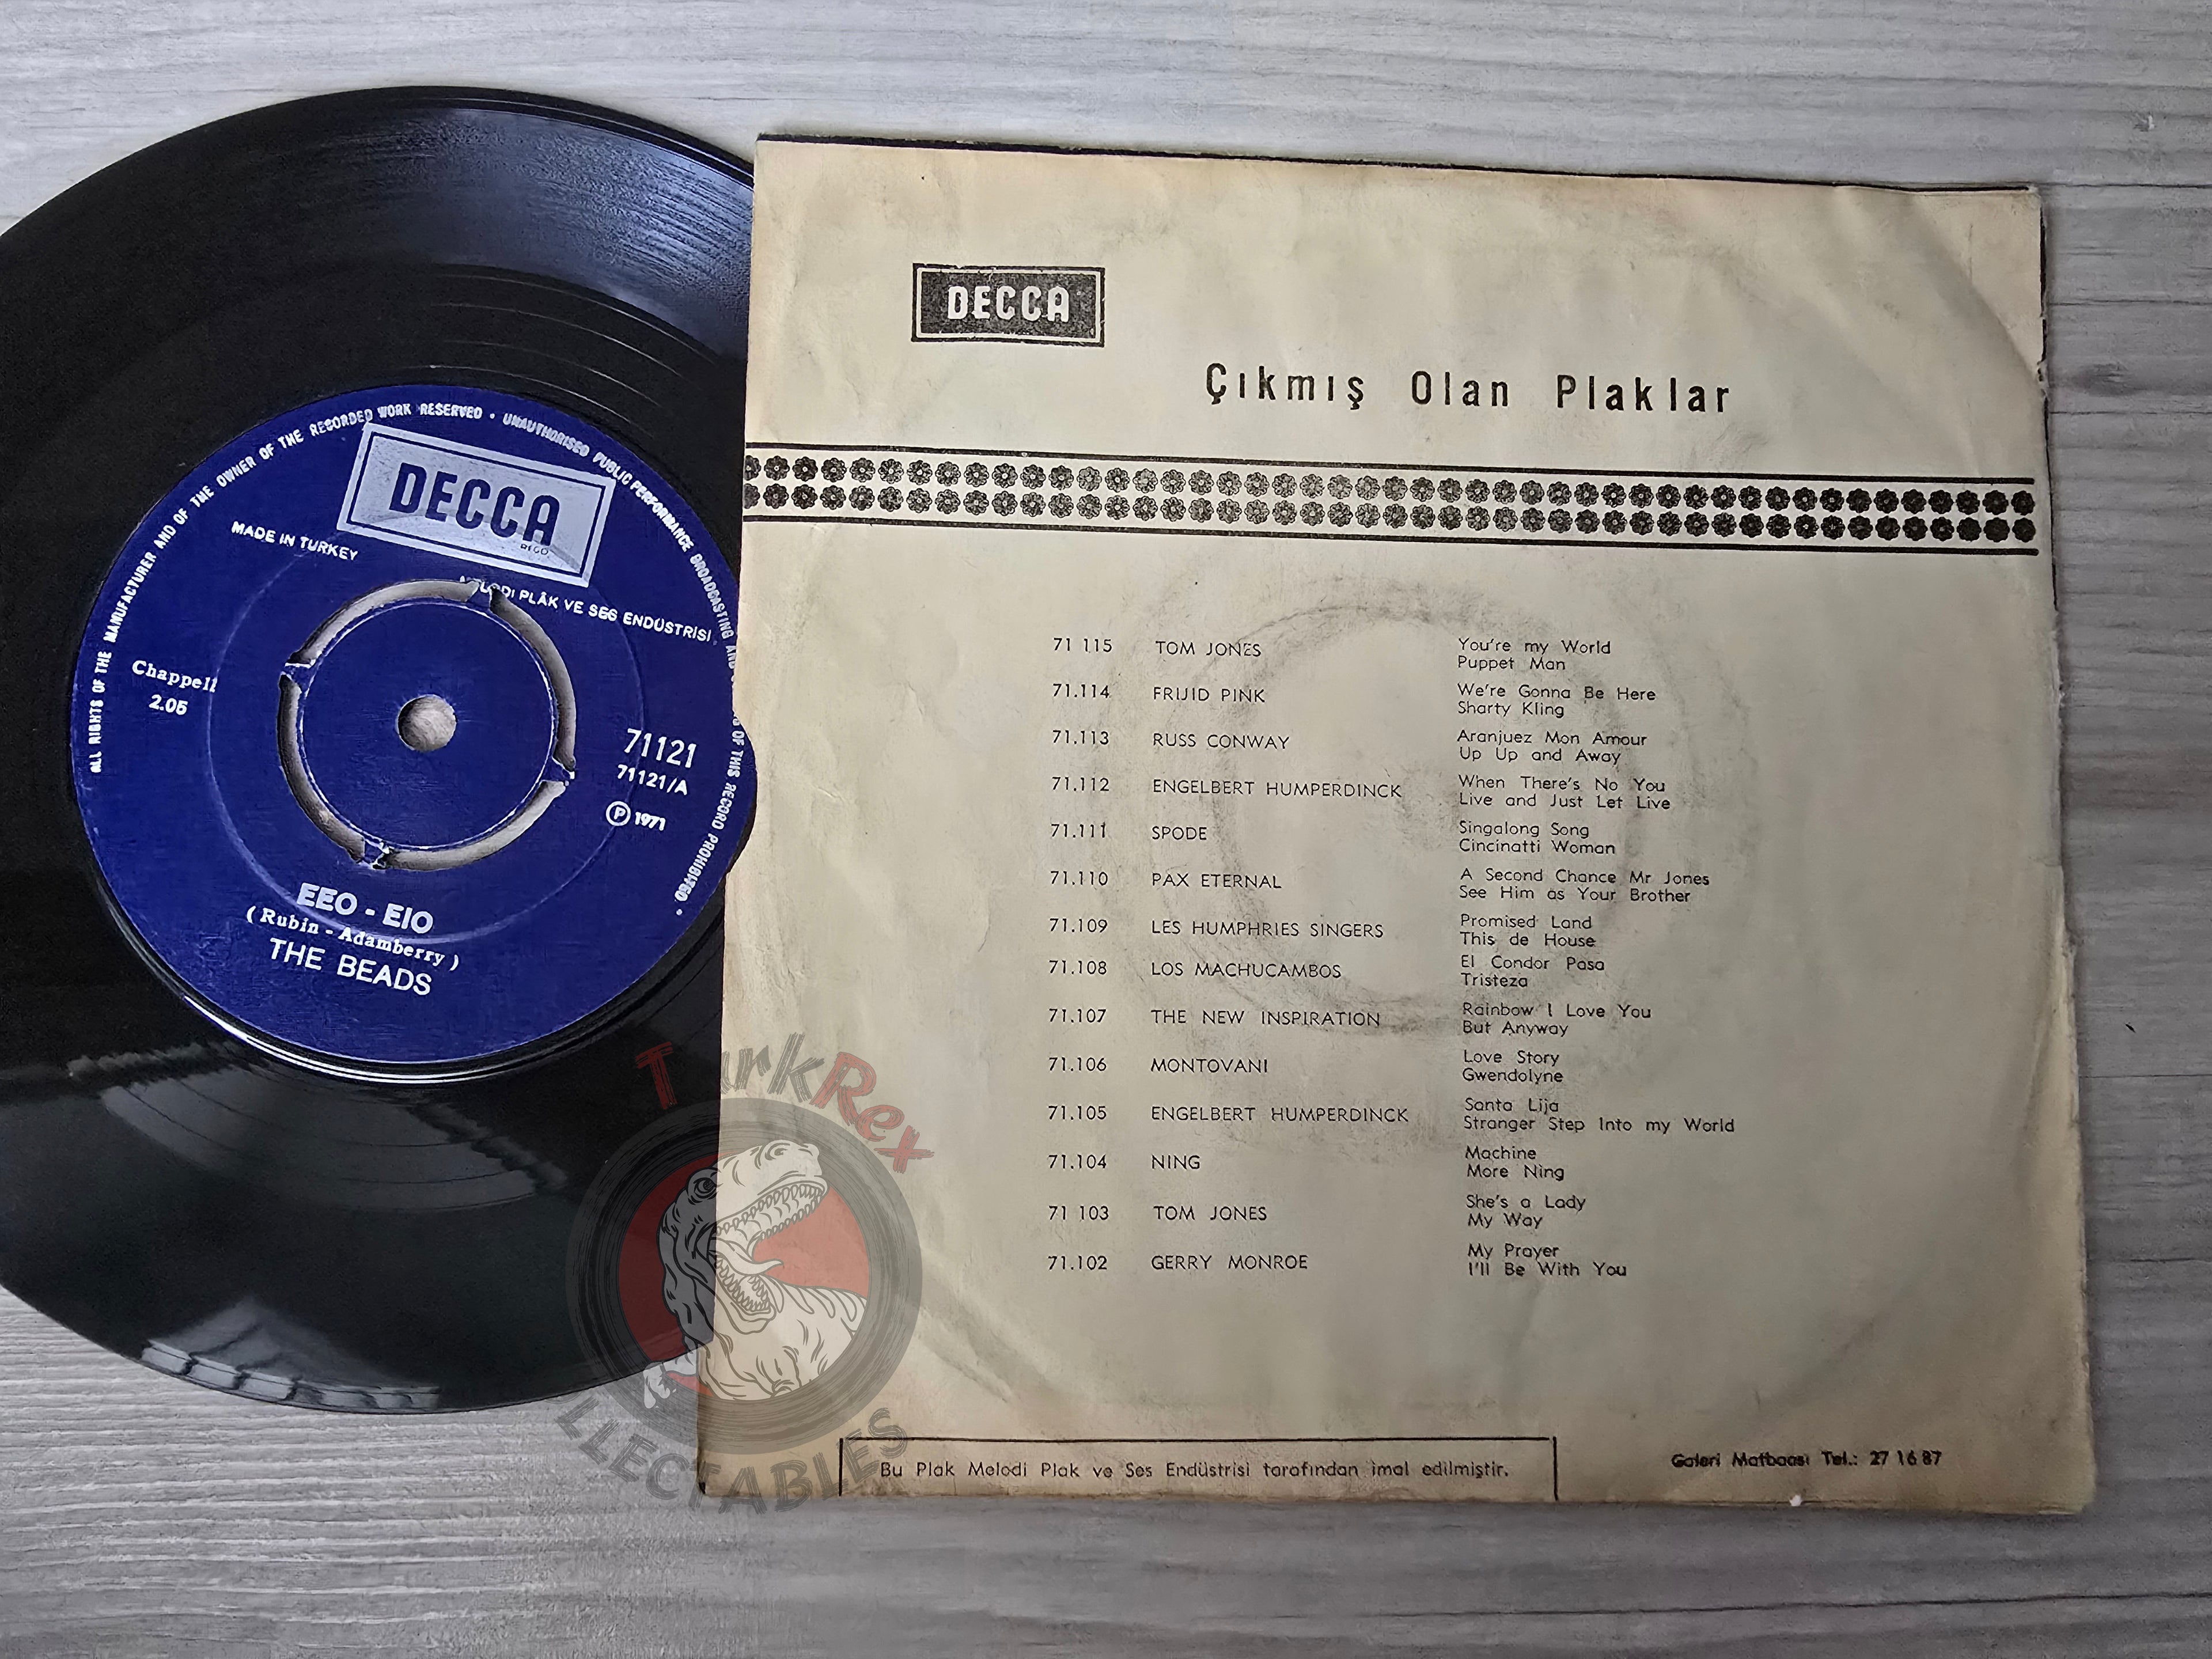 ALL RIGHTS OF THE MANUFACTURER AND OF THE OWNER OF THE RECORDED WORK RESERVED • UNAUTHORISED PUBLIC PERFORMANCE BROADCASTING AND OF THIS RECORD PROHIBITED •
DECCA
REGD
MADE IN TURKEY
MELODİ PLÂK VE SES ENDÜSTRİSİ
Chappell
2.05
71121
71121/A
Ⓟ 1971
EEO - EIO
( Rubin - Adamberry )
THE BEADS
DECCA
Çıkmış Olan Plaklar
71 115 TOM JONES You're my World
Puppet Man
71.114 FRIJID PINK We're Gonna Be Here
Sharty Kling
71.113 RUSS CONWAY Aranjuez Mon Amour
Up Up and Away
71.112 ENGELBERT HUMPERDINCK When There's No You
Live and Just Let Live
71.111 SPODE Singalong Song
Cincinatti Woman
71.110 PAX ETERNAL A Second Chance Mr Jones
See Him as Your Brother
71.109 LES HUMPHRIES SINGERS Promised Land
This de House
71.108 LOS MACHUCAMBOS El Condor Pasa
Tristeza
71.107 THE NEW INSPIRATION Rainbow I Love You
But Anyway
71.106 MONTOVANI Love Story
Gwendolyne
71.105 ENGELBERT HUMPERDINCK Santa Lija
Stranger Step Into my World
71.104 NING Machine
More Ning
71 103 TOM JONES She's a Lady
My Way
71.102 GERRY MONROE My Prayer
I'll Be With You
Bu Plak Melodi Plak ve Ses Endüstrisi tarafından imal edilmiştir.
Galeri Matbaası Tel.: 27 16 87
TurkRex
LLECTABLES